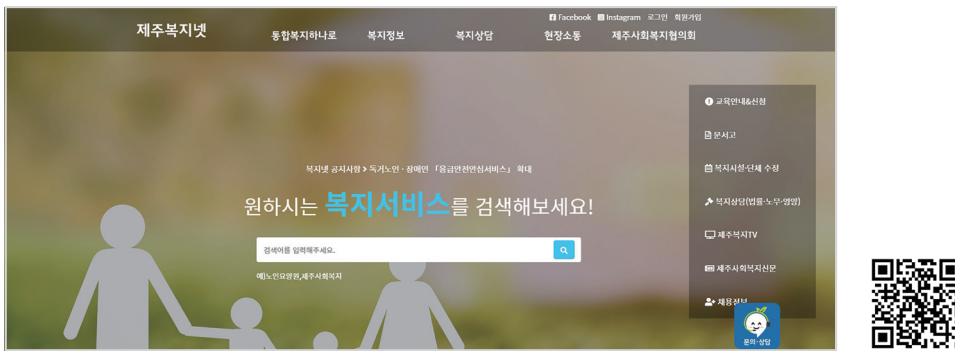 Facebook Instagram 로그인 회원가입
제주복지넷
통합복지하나로 복지정보 복지상담 현장소통 제주사회복지협의회
교육안내&신청
문서고
복지시설·단체 수정
복지상담(법률·노무·영양)
제주복지TV
제주사회복지신문
채용정보
문의·상담
복지넷 공지사항 > 독거노인·장애인 「응급안전안심서비스」 확대
원하시는 복지서비스를 검색해보세요!
검색어를 입력해주세요.
예)노인요양원,제주사회복지